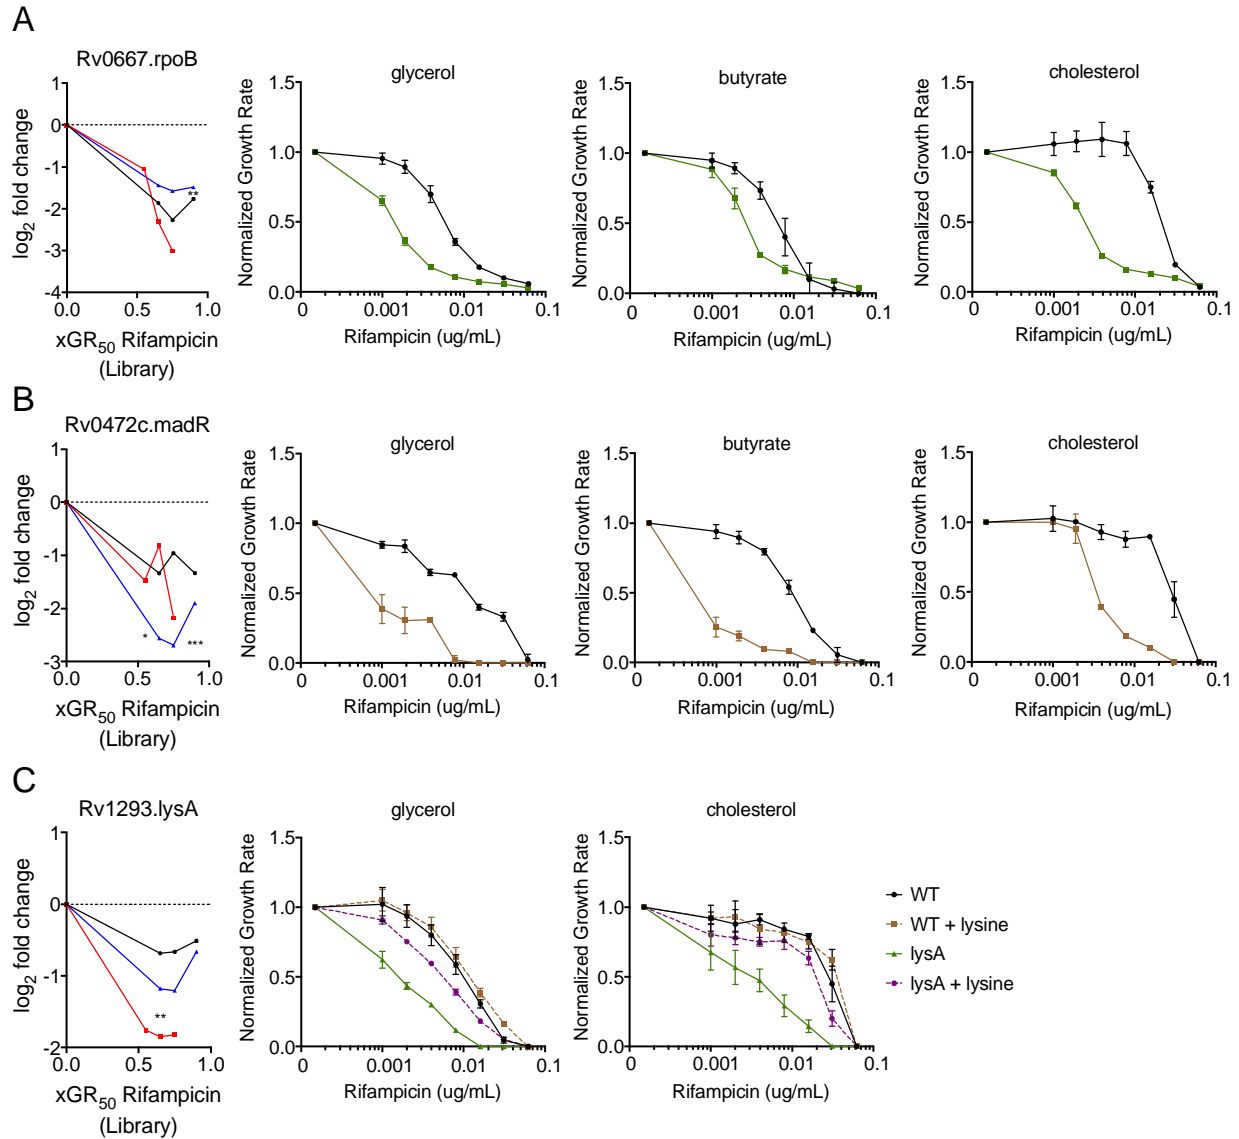 A
Rv0667.rpoB
glycerol
butyrate
cholesterol
log2 fold change
1
0
-1
-2
-3
-4
**
0.0
0.5
1.0
xGR50 Rifampicin
(Library)
Normalized Growth Rate
1.5
1.0
0.5
0.0
0
0.001
0.01
0.1
Rifampicin (ug/mL)
Normalized Growth Rate
1.5
1.0
0.5
0.0
0
0.001
0.01
0.1
Rifampicin (ug/mL)
Normalized Growth Rate
1.5
1.0
0.5
0.0
0
0.001
0.01
0.1
Rifampicin (ug/mL)
B
Rv0472c.madR
glycerol
butyrate
cholesterol
log2 fold change
1
0
-1
-2
-3
*
***
0.0
0.5
1.0
xGR50 Rifampicin
(Library)
Normalized Growth Rate
1.5
1.0
0.5
0.0
0
0.001
0.01
0.1
Rifampicin (ug/mL)
Normalized Growth Rate
1.5
1.0
0.5
0.0
0
0.001
0.01
0.1
Rifampicin (ug/mL)
Normalized Growth Rate
1.5
1.0
0.5
0.0
0
0.001
0.01
0.1
Rifampicin (ug/mL)
C
Rv1293.lysA
glycerol
cholesterol
log2 fold change
1
0
-1
-2
**
0.0
0.5
1.0
xGR50 Rifampicin
(Library)
Normalized Growth Rate
1.5
1.0
0.5
0.0
0
0.001
0.01
0.1
Rifampicin (ug/mL)
Normalized Growth Rate
1.5
1.0
0.5
0.0
0
0.001
0.01
0.1
Rifampicin (ug/mL)
WT
WT + lysine
lysA
lysA + lysine